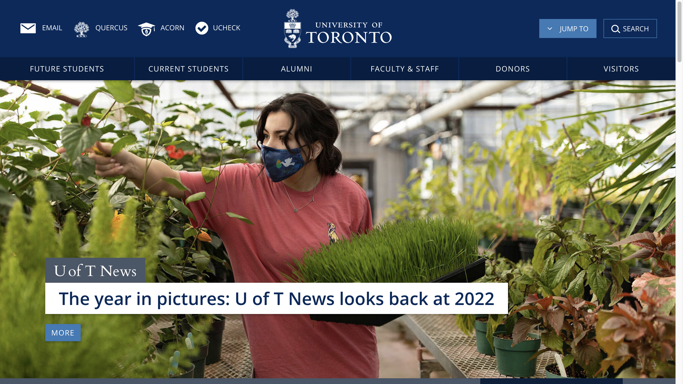 EMAIL
QUERCUS
ACORN
UCHECK
UNIVERSITY OF
TORONTO
JUMP TO
SEARCH
FUTURE STUDENTS
CURRENT STUDENTS
ALUMNI
FACULTY & STAFF
DONORS
VISITORS
U of T News
The year in pictures: U of T News looks back at 2022
MORE